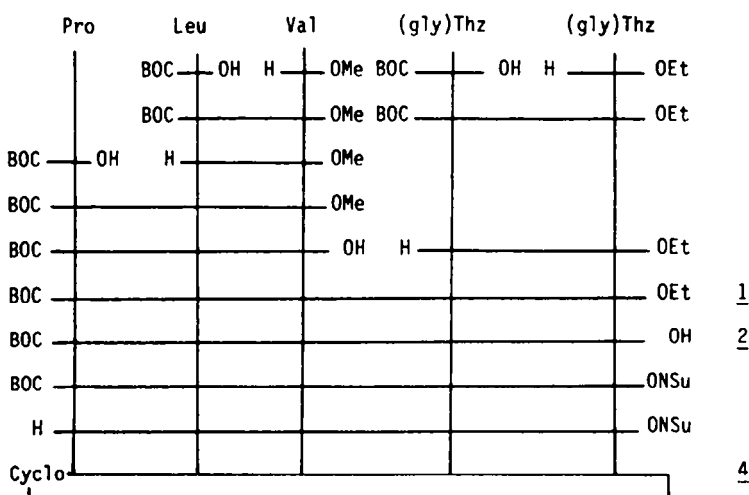 Pro Leu Val (gly)Thz (gly)Thz
BOC OH H OMe BOC OH H OEt
BOC OMe BOC OEt
BOC OH H OMe
BOC OMe
BOC OH H OEt
BOC OEt 1
BOC OH 2
BOC ONSu
H ONSu
Cyclo 4